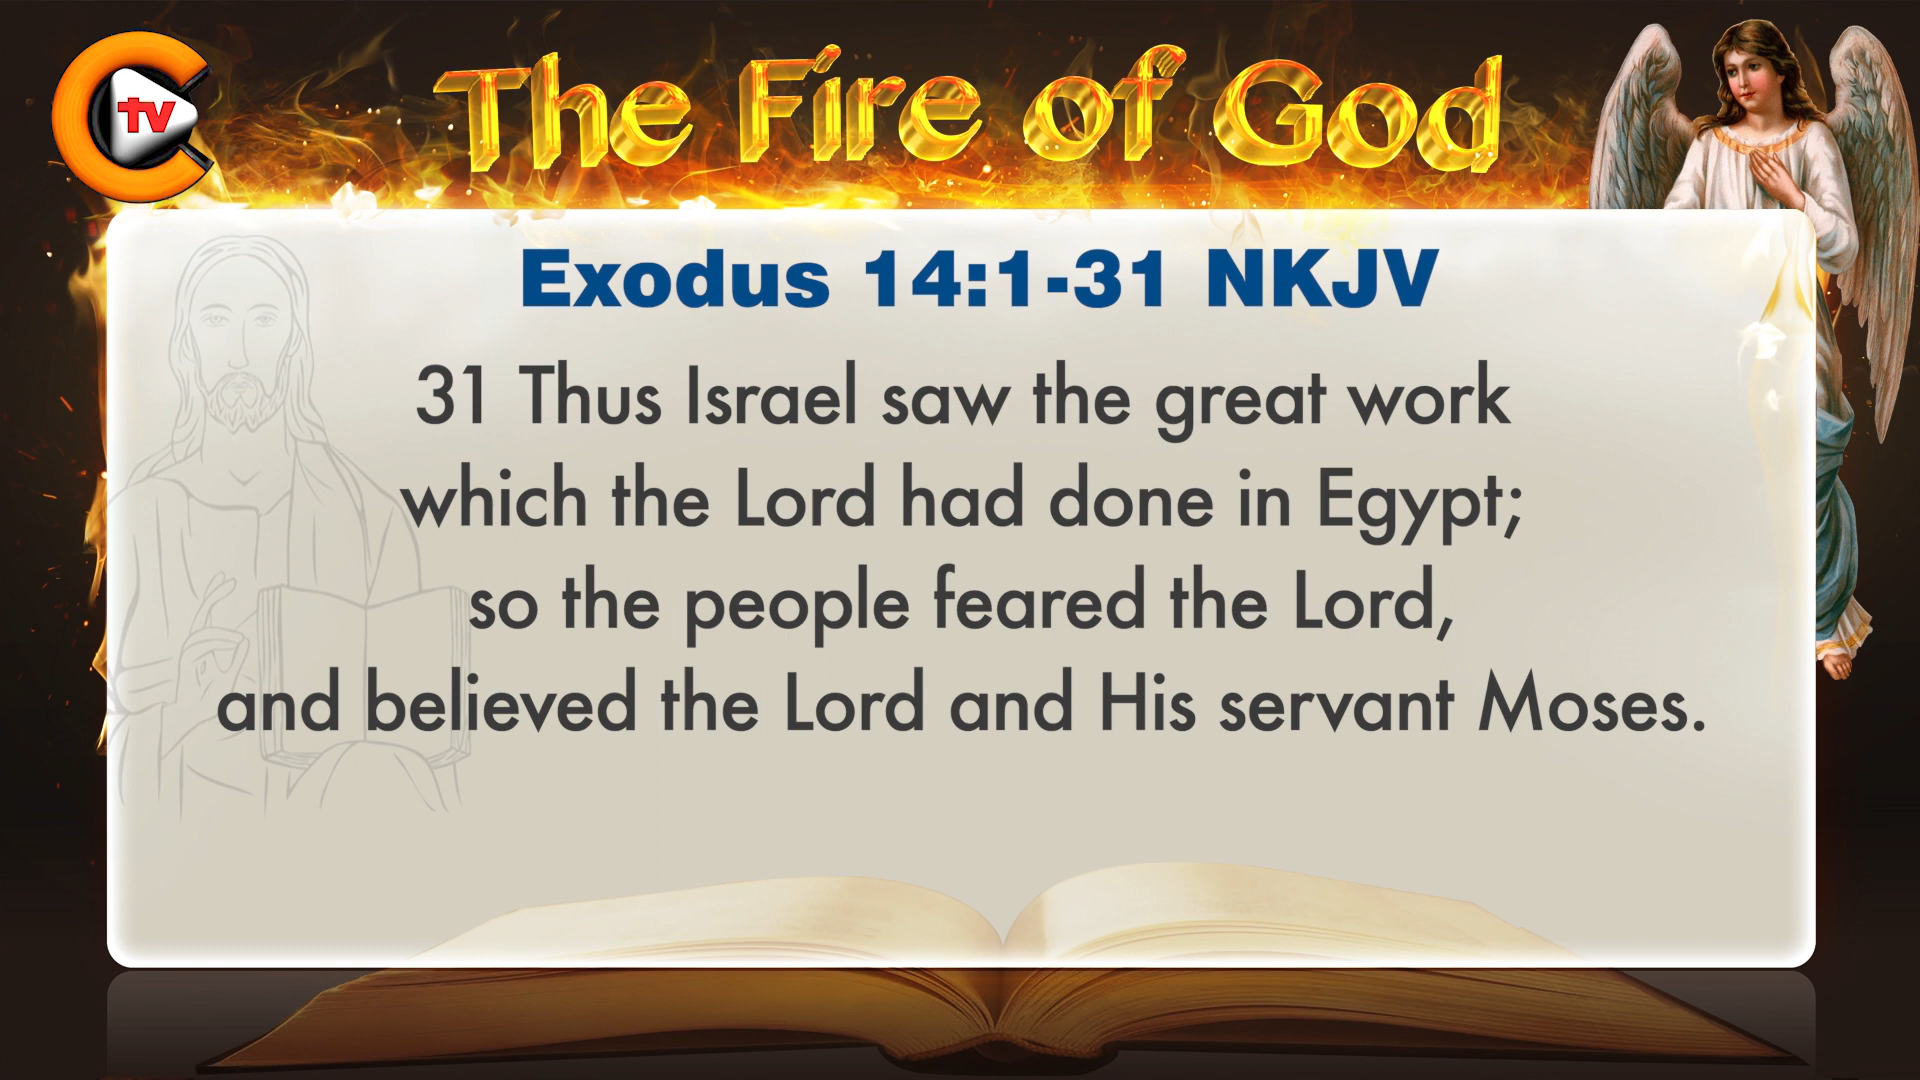 tv
The Fire of God
Exodus 14:1-31 NKJV
31 Thus Israel saw the great work
which the Lord had done in Egypt;
so the people feared the Lord,
and believed the Lord and His servant Moses.